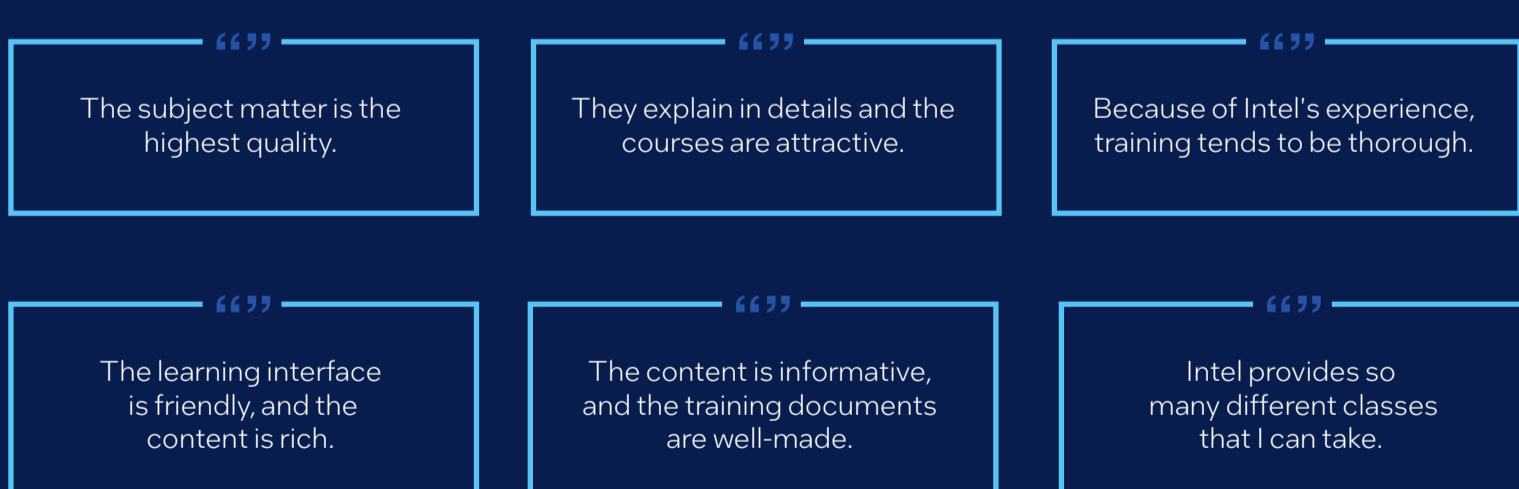 The subject matter is the
highest quality.
They explain in details and the
courses are attractive.
Because of Intel's experience,
training tends to be thorough.
The learning interface
is friendly, and the
content is rich.
The content is informative,
and the training documents
are well-made.
Intel provides so
many different classes
that I can take.